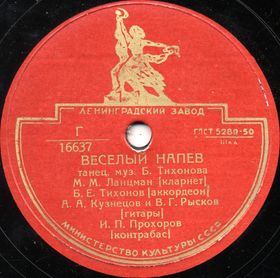 ЛЕНИНГРАДСКИЙ ЗАВОД
Г
16637
ГОСТ 5289-50
ВЕСЕЛЫЙ НАПЕВ
танец, муз. Б. Тихонова
М. М. Ланцман [кларнет]
Б. Е. Тихонов [аккордеон]
А. А. Кузнецов и В. Г. Рысков
[гитары]
И. П. Прохоров
[контрабас]
МИНИСТЕРСТВО КУЛЬТУРЫ СССР